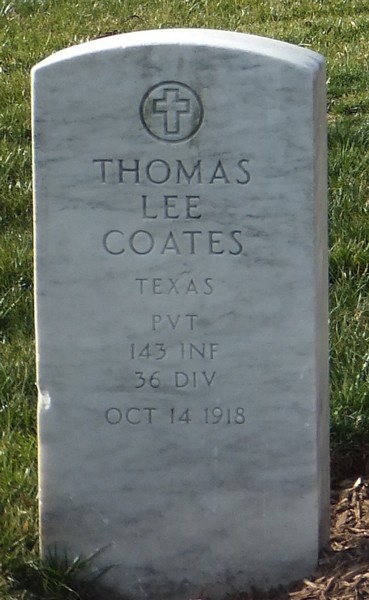 THOMAS
LEE
COATES
TEXAS
PVT
143 INF
36 DIV
OCT 14 1918